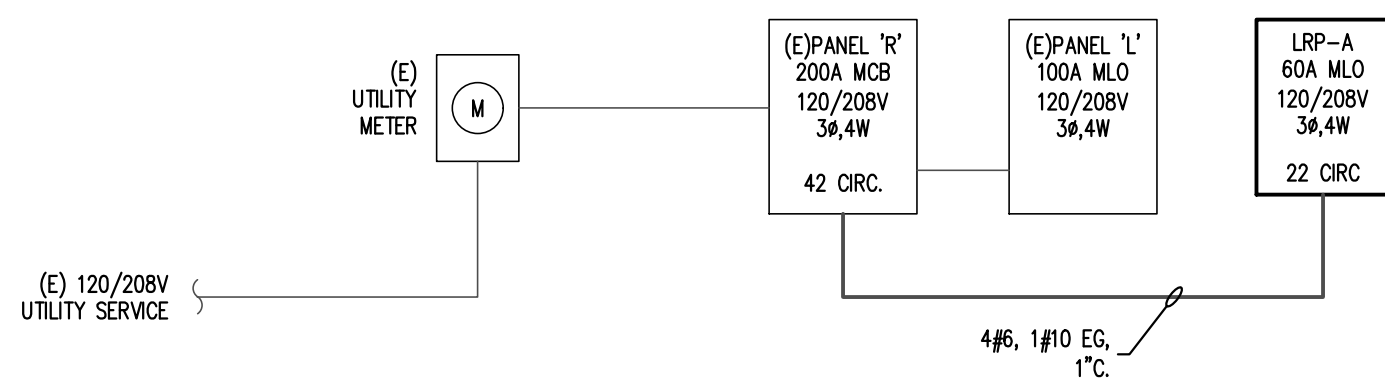 (E)
UTILITY
METER
M
(E)PANEL 'R'
200A MCB
120/208V
3ø,4W
42 CIRC.
(E)PANEL 'L'
100A MLO
120/208V
3ø,4W
LRP-A
60A MLO
120/208V
3ø,4W
22 CIRC
(E) 120/208V
UTILITY SERVICE
4#6, 1#10 EG,
1"C.